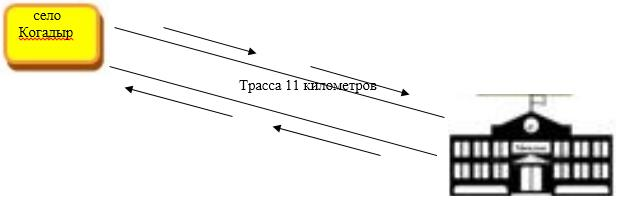 село
Когадыр
Трасса 11 километров